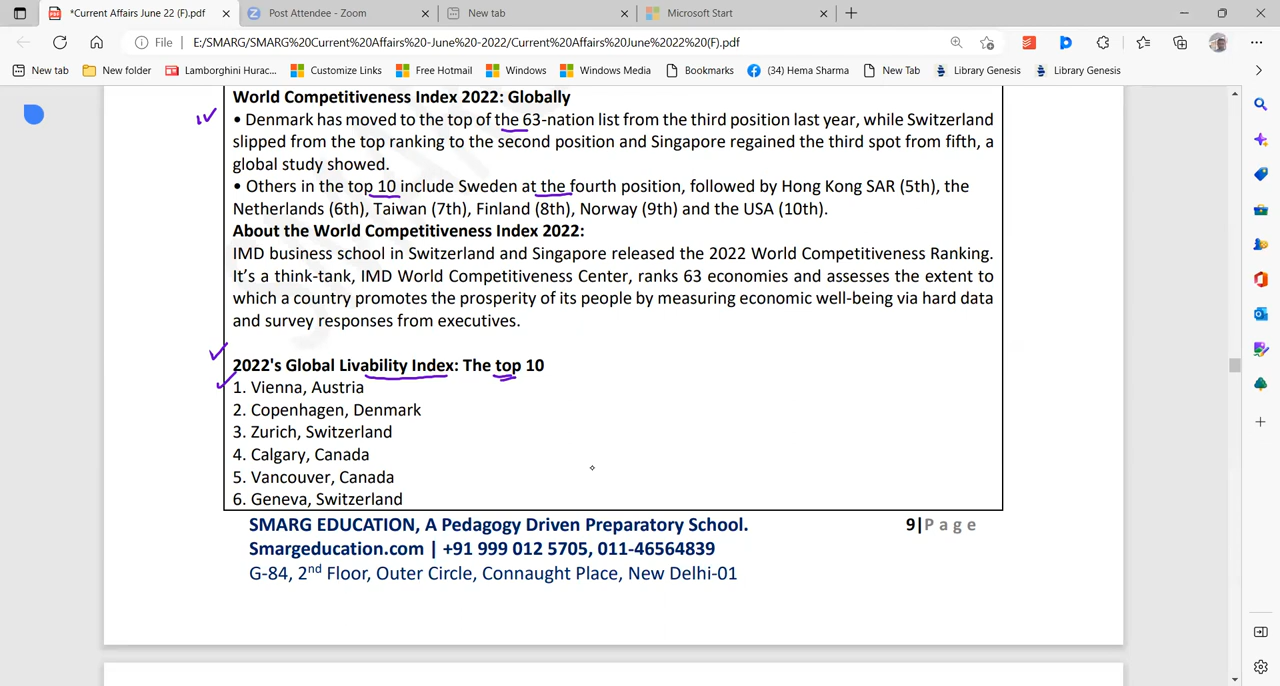 *Current Affairs June 22 (F).pdf
Post Attendee - Zoom
New tab
Microsoft Start
File
E:/SMARG/SMARG%20Current%20Affairs%20-June%20-2022/Current%20Affairs%20June%2022%20(F).pdf
New tab
New folder
Lamborghini Hurac...
Customize Links
Free Hotmail
Windows
Windows Media
Bookmarks
(34) Hema Sharma
New Tab
Library Genesis
Library Genesis
World Competitiveness Index 2022: Globally
• Denmark has moved to the top of the 63-nation list from the third position last year, while Switzerland
slipped from the top ranking to the second position and Singapore regained the third spot from fifth, a
global study showed.
• Others in the top 10 include Sweden at the fourth position, followed by Hong Kong SAR (5th), the
Netherlands (6th), Taiwan (7th), Finland (8th), Norway (9th) and the USA (10th).
About the World Competitiveness Index 2022:
IMD business school in Switzerland and Singapore released the 2022 World Competitiveness Ranking.
It's a think-tank, IMD World Competitiveness Center, ranks 63 economies and assesses the extent to
which a country promotes the prosperity of its people by measuring economic well-being via hard data
and survey responses from executives.
2022's Global Livability Index: The top 10
1. Vienna, Austria
2. Copenhagen, Denmark
3. Zurich, Switzerland
4. Calgary, Canada
5. Vancouver, Canada
6. Geneva, Switzerland
SMARG EDUCATION, A Pedagogy Driven Preparatory School.
9|Page
Smargeducation.com | +91 999 012 5705, 011-46564839
G-84, 2nd Floor, Outer Circle, Connaught Place, New Delhi-01